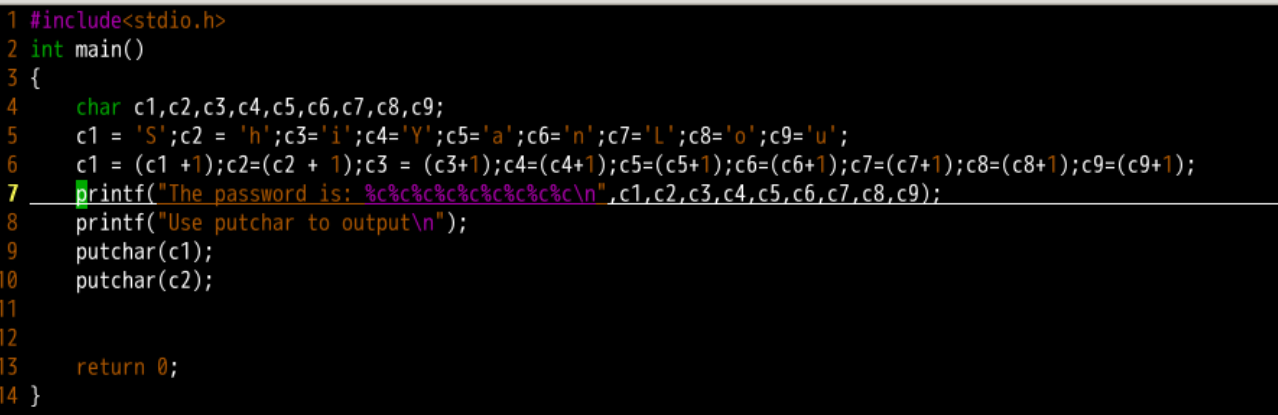 1 #include<stdio.h>
2 int main()
3 {
4     char c1,c2,c3,c4,c5,c6,c7,c8,c9;
5     c1 = 'S';c2 = 'h';c3='i';c4='Y';c5='a';c6='n';c7='L';c8='o';c9='u';
6     c1 = (c1 +1);c2=(c2 + 1);c3 = (c3+1);c4=(c4+1);c5=(c5+1);c6=(c6+1);c7=(c7+1);c8=(c8+1);c9=(c9+1);
7     printf("The password is: %c%c%c%c%c%c%c%c%c\n",c1,c2,c3,c4,c5,c6,c7,c8,c9);
8     printf("Use putchar to output\n");
9     putchar(c1);
10     putchar(c2);
11
12
13     return 0;
14 }